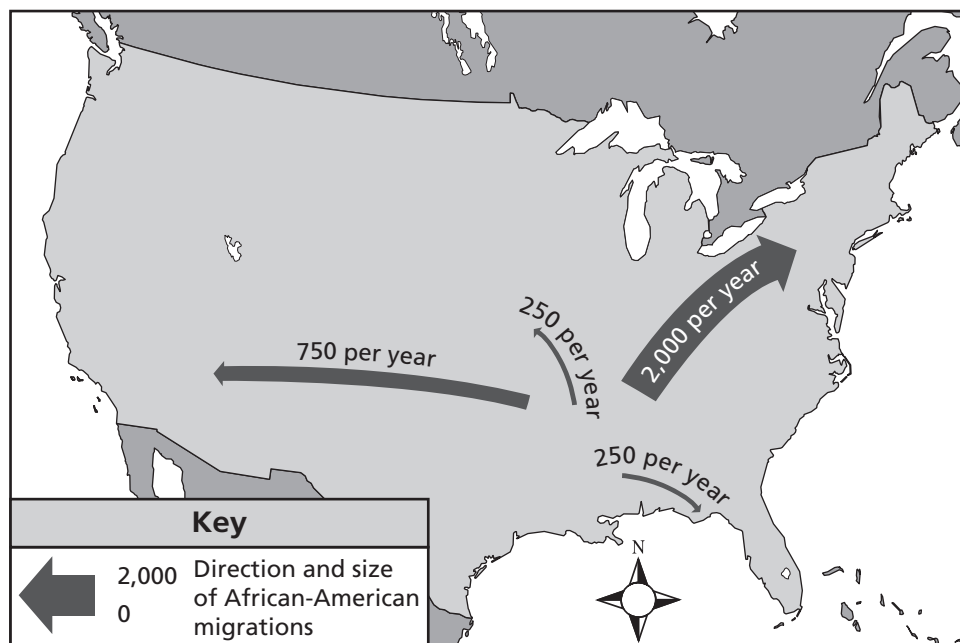 2,000 per year
250 per year
750 per year
250 per year
N
Key
2,000
0
Direction and size
of African-American
migrations